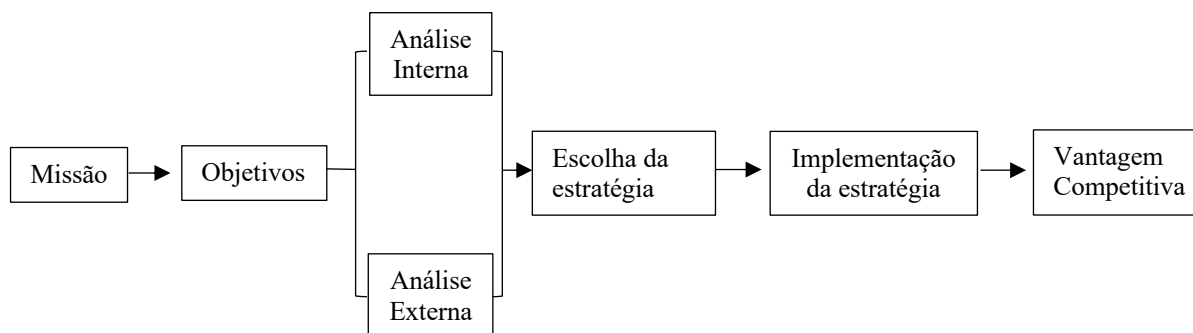 Missão
Objetivos
Análise
Interna
Análise
Externa
Escolha da
estratégia
Implementação
da estratégia
Vantagem
Competitiva